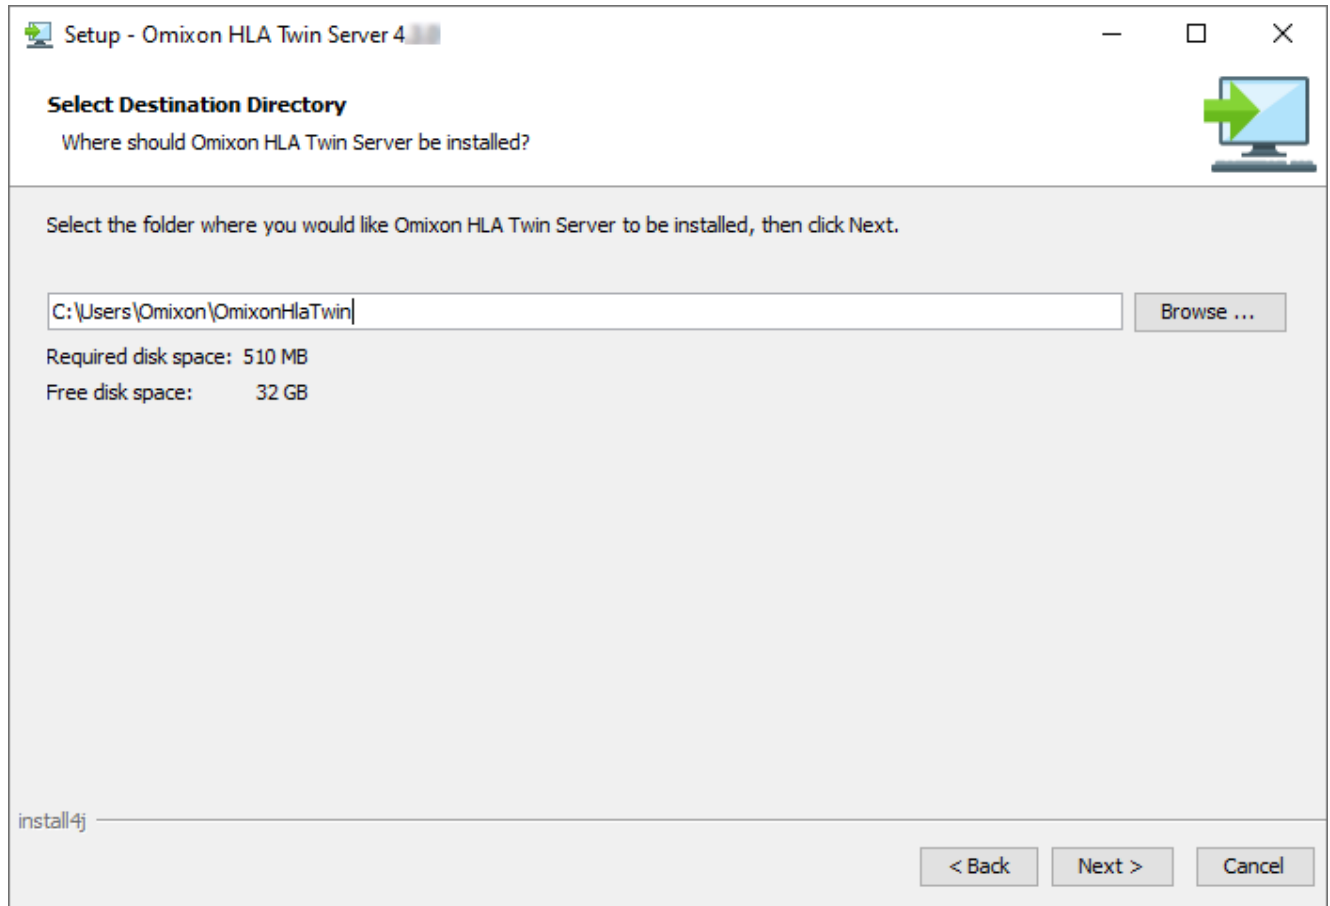 Setup - Omixon HLA Twin Server 4
Select Destination Directory
Where should Omixon HLA Twin Server be installed?
Select the folder where you would like Omixon HLA Twin Server to be installed, then click Next.
C:\Users\Omixon\OmixonHlaTwin
Browse ...
Required disk space: 510 MB
Free disk space: 32 GB
install4j
< Back Next > Cancel